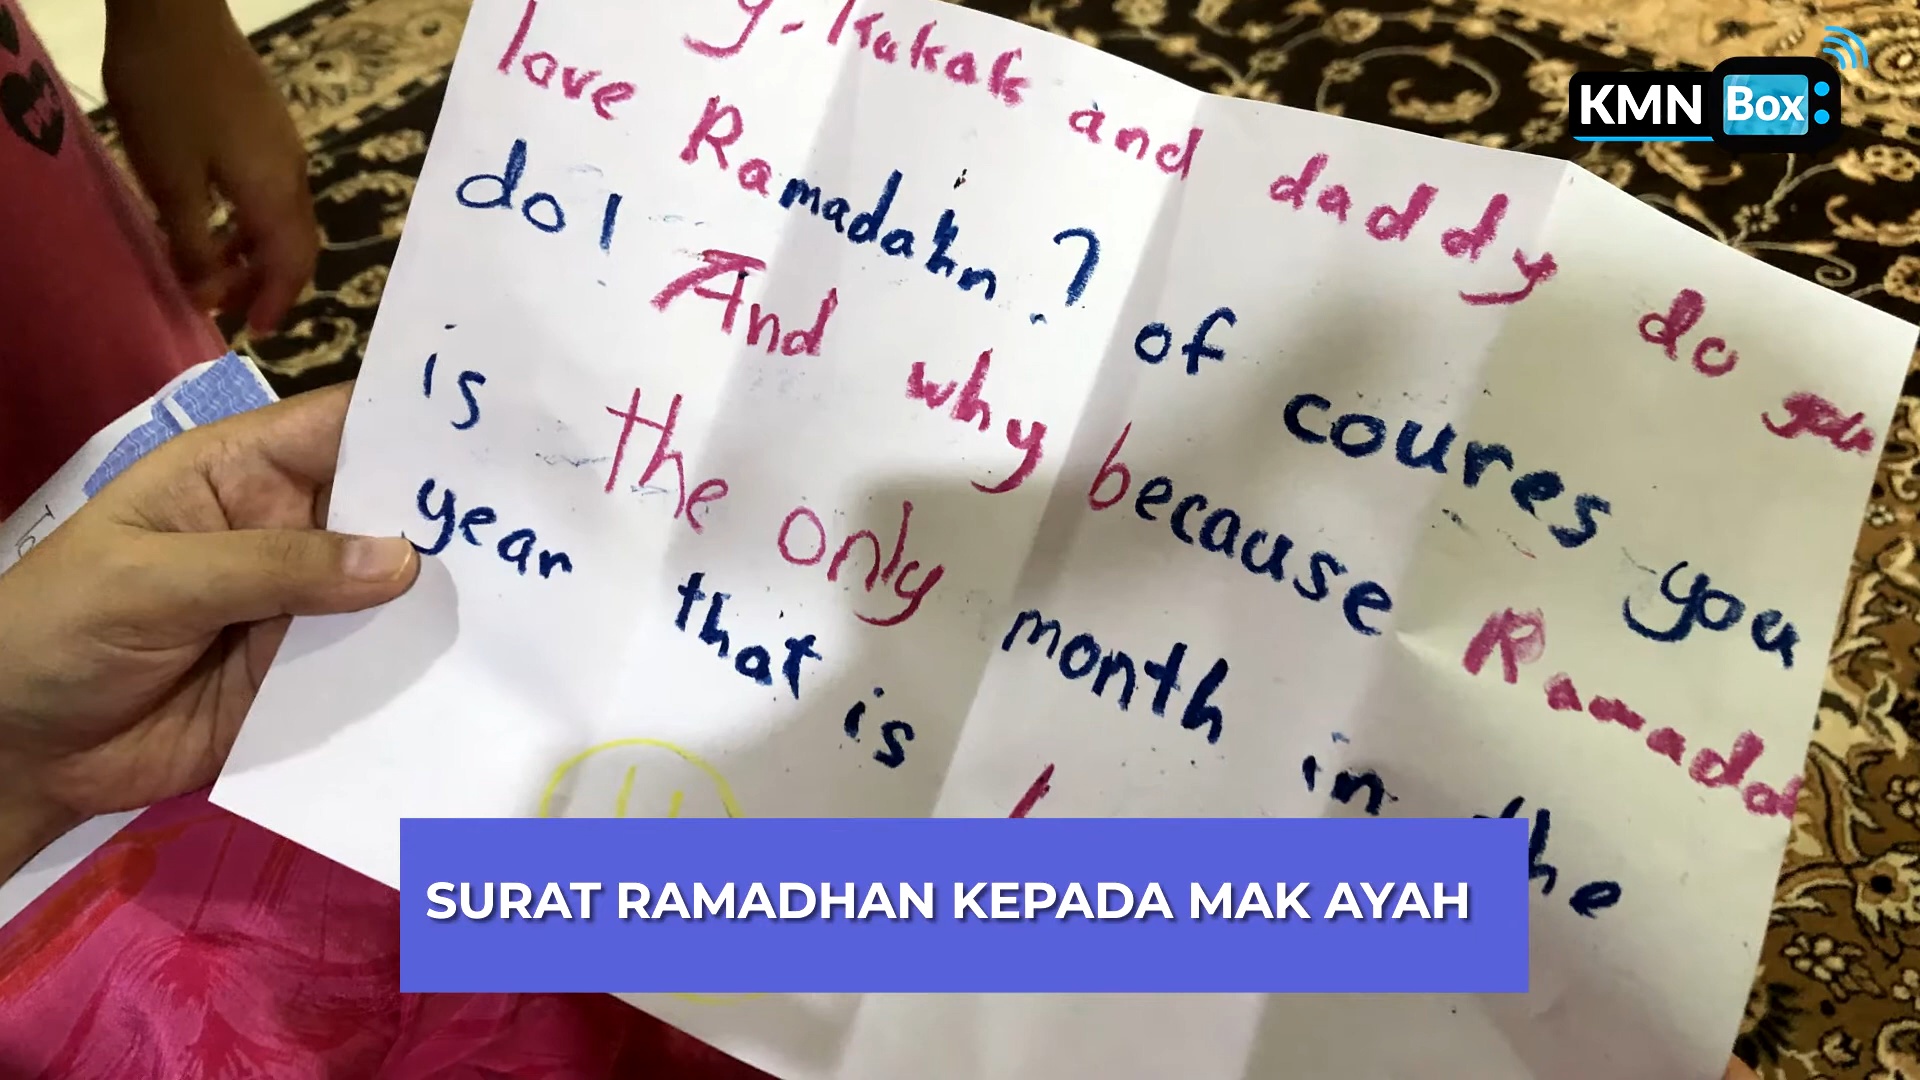 y. Kakak and daddy do you
love Ramadahn? of coures you
do! And why because Ramada
is the only month in the
year that is
KMN Box:
SURAT RAMADHAN KEPADA MAK AYAH